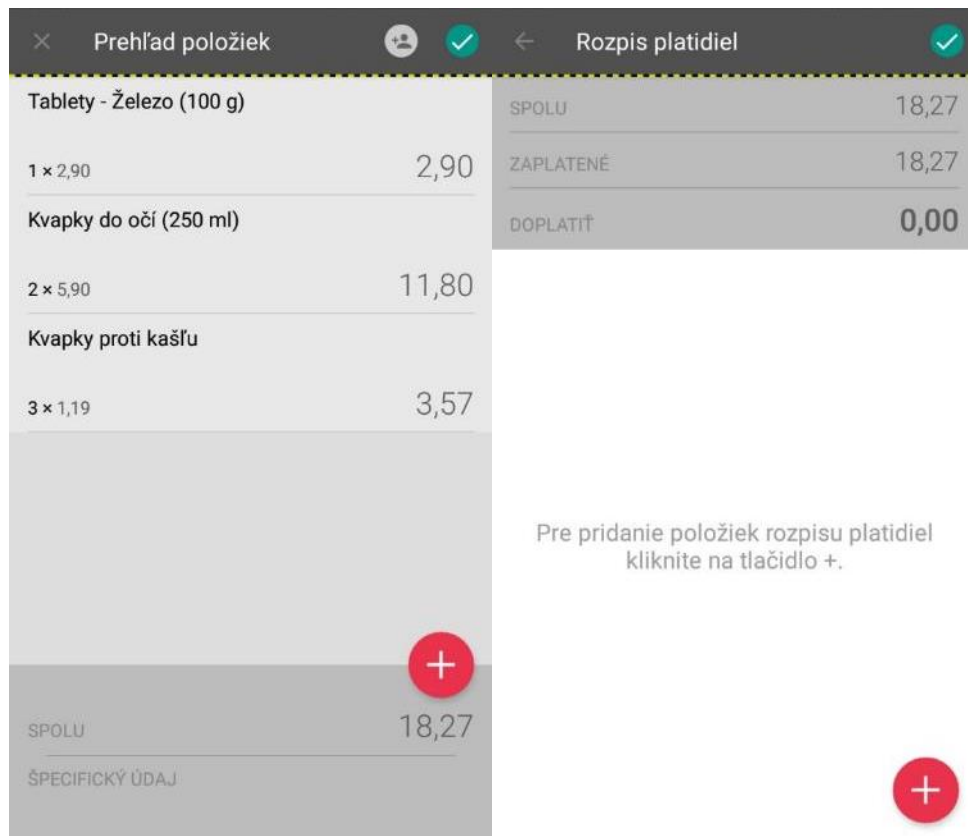 Prehľad položiek
Tablety - Železo (100 g)
1 × 2,90 2,90
Kvapky do očí (250 ml)
2 × 5,90 11,80
Kvapky proti kašľu
3 × 1,19 3,57
SPOLU 18,27
ŠPECIFICKÝ ÚDAJ
Rozpis platidiel
SPOLU 18,27
ZAPLATENÉ 18,27
DOPLATIŤ 0,00
Pre pridanie položiek rozpisu platidiel
kliknite na tlačidlo +.